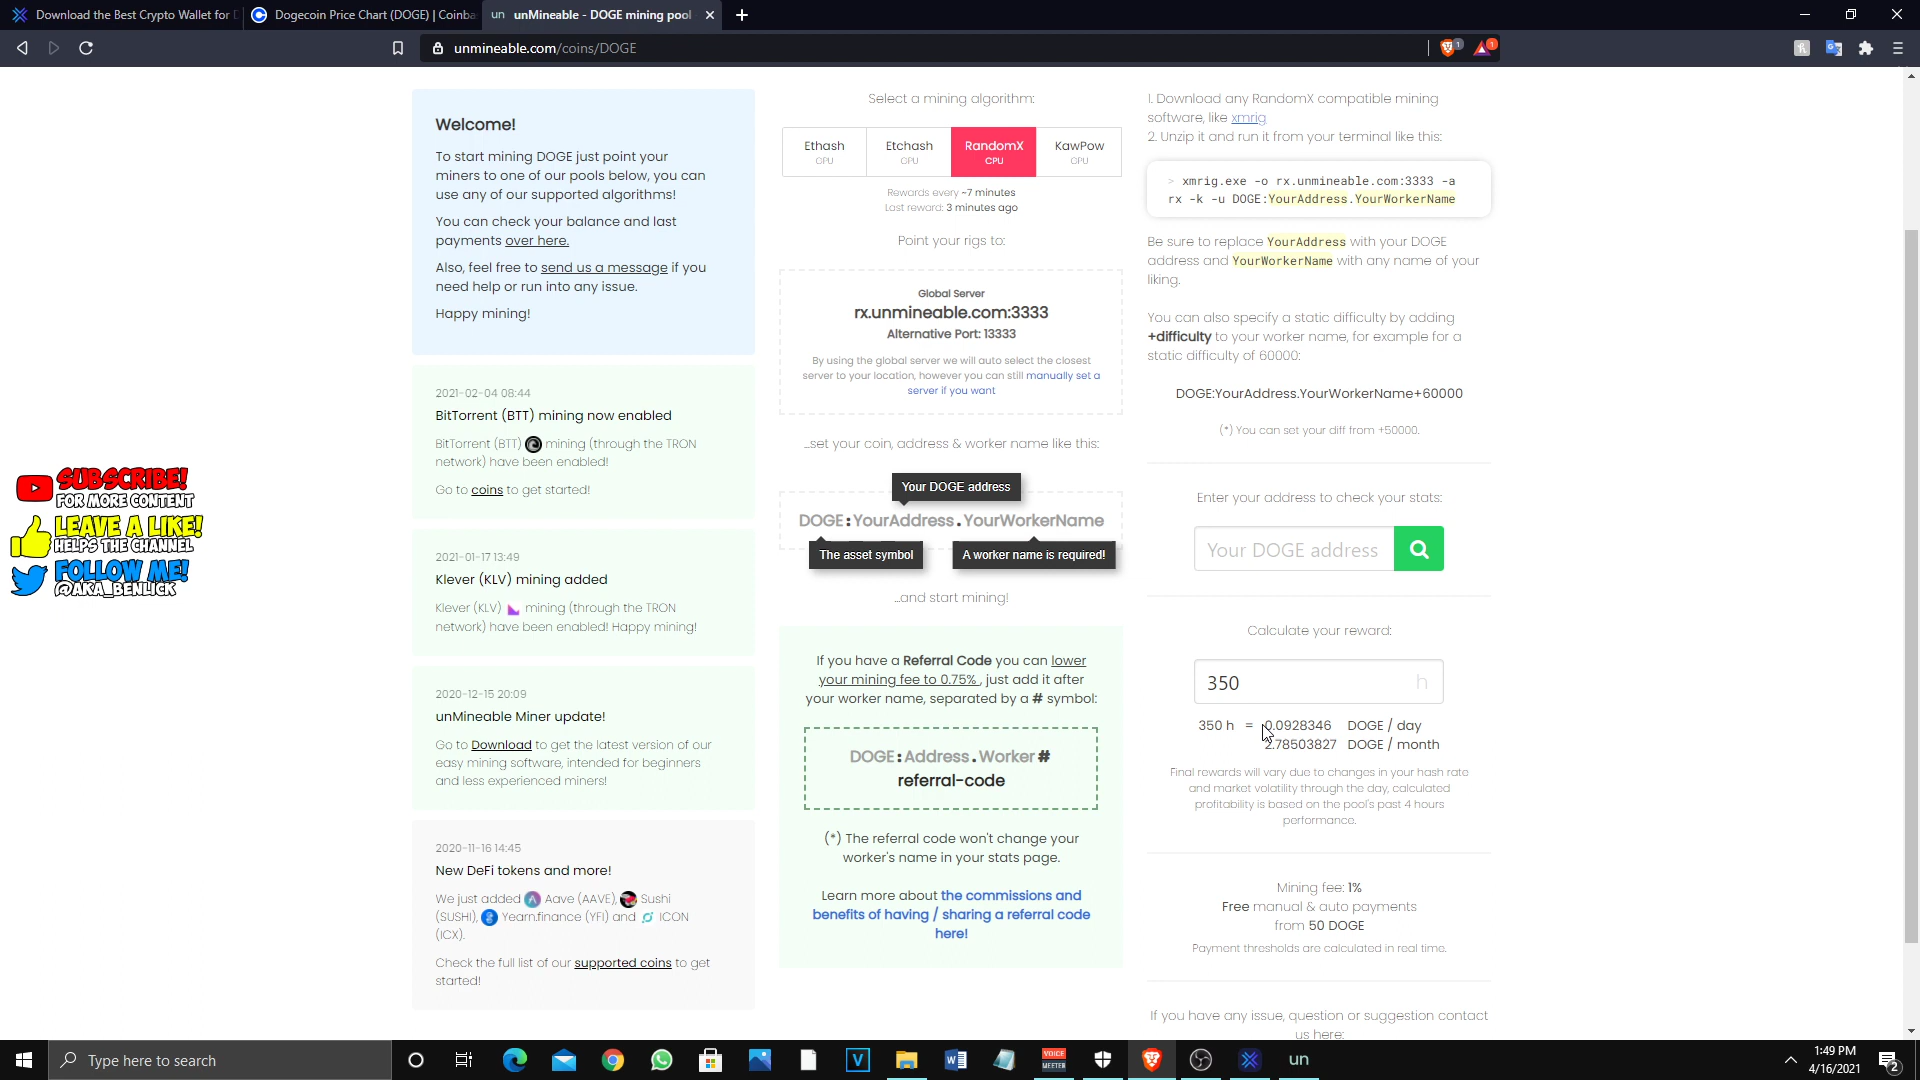 Download the Best Crypto Wallet for D
Dogecoin Price Chart (DOGE) | Coinba
un unMineable - DOGE mining pool
unmineable.com/coins/DOGE
1
1
Welcome!
To start mining DOGE just point your
miners to one of our pools below, you can
use any of our supported algorithms!
You can check your balance and last
payments over here.
Also, feel free to send us a message if you
need help or run into any issue.
Happy mining!
2021-02-04 08:44
BitTorrent (BTT) mining now enabled
BitTorrent (BTT) mining (through the TRON
network) have been enabled!
Go to coins to get started!
2021-01-17 13:49
Klever (KLV) mining added
Klever (KLV) mining (through the TRON
network) have been enabled! Happy mining!
2020-12-15 20:09
unMineable Miner update!
Go to Download to get the latest version of our
easy mining software, intended for beginners
and less experienced miners!
2020-11-16 14:45
New DeFi tokens and more!
We just added Aave (AAVE), Sushi
(SUSHI), Yearn.finance (YFI) and ICON
(ICX).
Check the full list of our supported coins to get
started!
SUBSCRIBE!
FOR MORE CONTENT
LEAVE A LIKE!
HELPS THE CHANNEL
FOLLOW ME!
@AKA_BENLICK
Select a mining algorithm:
Ethash
GPU
Etchash
GPU
RandomX
CPU
KawPow
GPU
Rewards every ~7 minutes
Last reward: 3 minutes ago
Point your rigs to:
Global Server
rx.unmineable.com:3333
Alternative Port: 13333
By using the global server we will auto select the closest
server to your location, however you can still manually set a
server if you want
...set your coin, address & worker name like this:
Your DOGE address
DOGE:YourAddress.YourWorkerName
The asset symbol
A worker name is required!
...and start mining!
If you have a Referral Code you can lower
your mining fee to 0.75% , just add it after
your worker name, separated by a # symbol:
DOGE:Address.Worker#
referral-code
(*) The referral code won't change your
worker's name in your stats page.
Learn more about the commissions and
benefits of having / sharing a referral code
here!
1. Download any RandomX compatible mining
software, like xmrig
2. Unzip it and run it from your terminal like this:
> xmrig.exe -o rx.unmineable.com:3333 -a
rx -k -u DOGE:YourAddress.YourWorkerName
Be sure to replace YourAddress with your DOGE
address and YourWorkerName with any name of your
liking.
You can also specify a static difficulty by adding
+difficulty to your worker name, for example for a
static difficulty of 60000:
DOGE:YourAddress.YourWorkerName+60000
(*) You can set your diff from +50000.
Enter your address to check your stats:
Your DOGE address
Calculate your reward:
350 h
350 h = 0.0928346 DOGE / day
2.78503827 DOGE / month
Final rewards will vary due to changes in your hash rate
and market volatility through the day, calculated
profitability is based on the pool's past 4 hours
performance.
Mining fee: 1%
Free manual & auto payments
from 50 DOGE
Payment thresholds are calculated in real time.
If you have any issue, question or suggestion contact
us here:
Type here to search
VOICE
MEETER
un
1:49 PM
4/16/2021
2